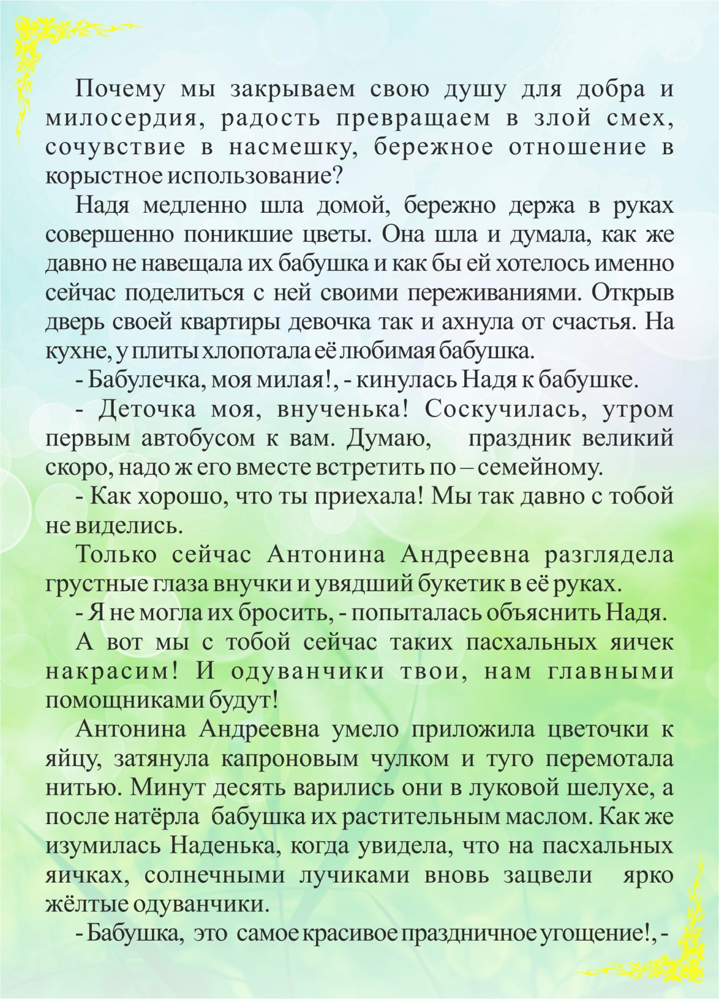 Почему мы закрываем свою душу для добра и
милосердия, радость превращаем в злой смех,
сочувствие в насмешку, бережное отношение в
корыстное использование?
Надя медленно шла домой, бережно держа в руках
совершенно поникшие цветы. Она шла и думала, как же
давно не навещала их бабушка и как бы ей хотелось именно
сейчас поделиться с ней своими переживаниями. Открыв
дверь своей квартиры девочка так и ахнула от счастья. На
кухне, у плиты хлопотала её любимая бабушка.
- Бабулечка, моя милая!, - кинулась Надя к бабушке.
- Деточка моя, внученька! Соскучилась, утром
первым автобусом к вам. Думаю, праздник великий
скоро, надо ж его вместе встретить по – семейному.
- Как хорошо, что ты приехала! Мы так давно с тобой
не виделись.
Только сейчас Антонина Андреевна разглядела
грустные глаза внучки и увядший букетик в её руках.
- Я не могла их бросить, - попыталась объяснить Надя.
А вот мы с тобой сейчас таких пасхальных яичек
накрасим! И одуванчики твои, нам главными
помощниками будут!
Антонина Андреевна умело приложила цветочки к
яйцу, затянула капроновым чулком и туго перемотала
нитью. Минут десять варились они в луковой шелухе, а
после натёрла бабушка их растительным маслом. Как же
изумилась Наденька, когда увидела, что на пасхальных
яичках, солнечными лучиками вновь зацвели ярко
жёлтые одуванчики.
- Бабушка, это самое красивое праздничное угощение!, -